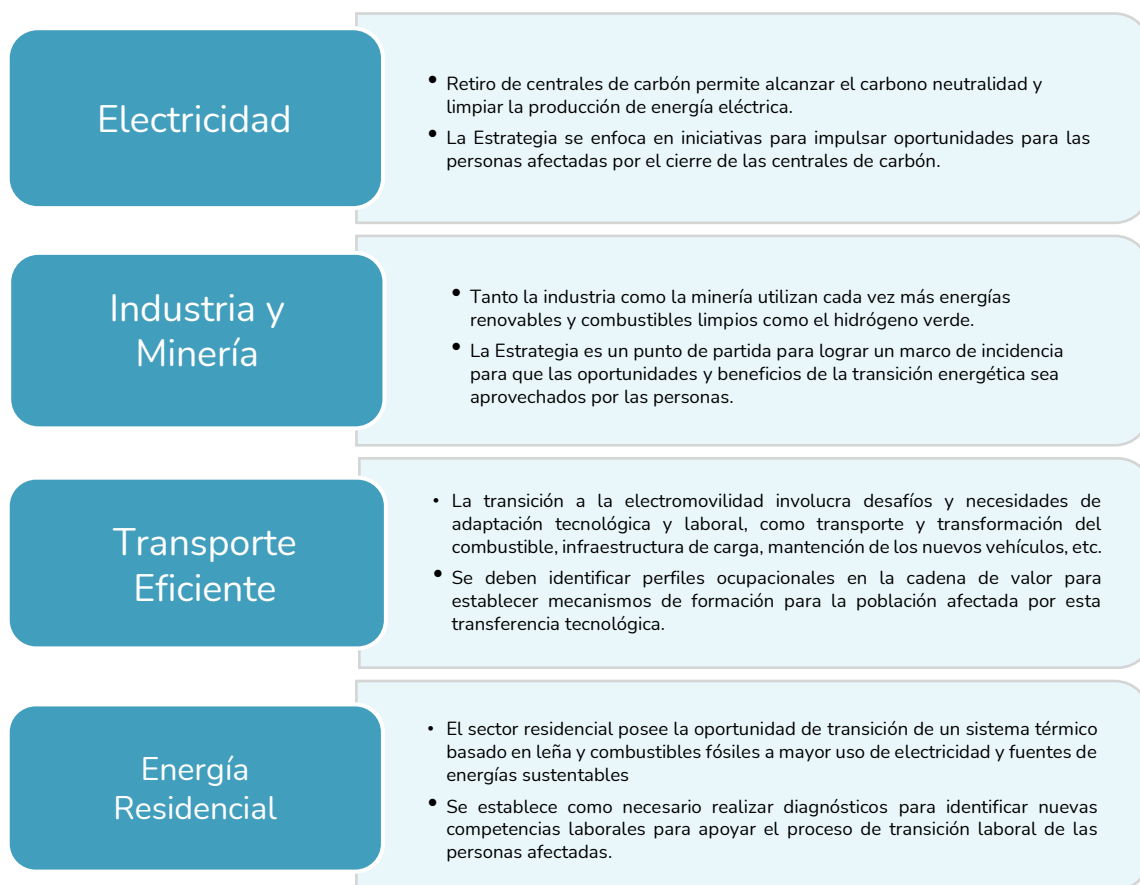 Electricidad
• Retiro de centrales de carbón permite alcanzar el carbono neutralidad y
limpiar la producción de energía eléctrica.
• La Estrategia se enfoca en iniciativas para impulsar oportunidades para las
personas afectadas por el cierre de las centrales de carbón.
Industria y
Minería
• Tanto la industria como la minería utilizan cada vez más energías
renovables y combustibles limpios como el hidrógeno verde.
• La Estrategia es un punto de partida para lograr un marco de incidencia
para que las oportunidades y beneficios de la transición energética sea
aprovechados por las personas.
Transporte
Eficiente
• La transición a la electromovilidad involucra desafíos y necesidades de
adaptación tecnológica y laboral, como transporte y transformación del
combustible, infraestructura de carga, mantención de los nuevos vehículos, etc.
• Se deben identificar perfiles ocupacionales en la cadena de valor para
establecer mecanismos de formación para la población afectada por esta
transferencia tecnológica.
Energía
Residencial
• El sector residencial posee la oportunidad de transición de un sistema térmico
basado en leña y combustibles fósiles a mayor uso de electricidad y fuentes de
energías sustentables
• Se establece como necesario realizar diagnósticos para identificar nuevas
competencias laborales para apoyar el proceso de transición laboral de las
personas afectadas.